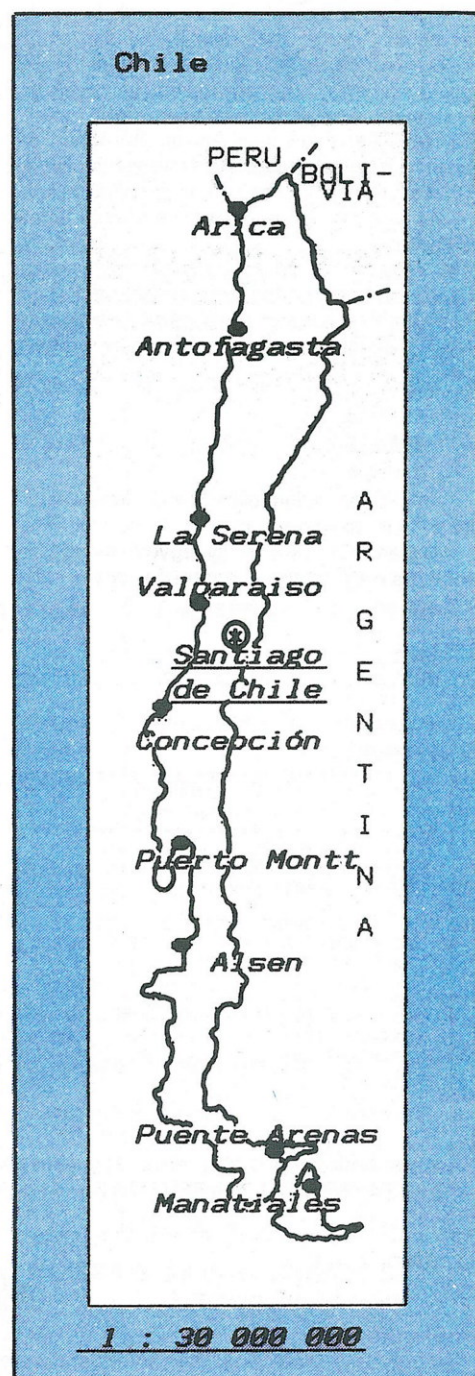 Chile
PERU
BOLI-
VIA
Arica
Antofagasta
La Serena
Valparaiso
Santiago
de Chile
Concepción
Puerto Montt
Alsen
Puente Arenas
Manatiales
ARGENTINA
1 : 30 000 000